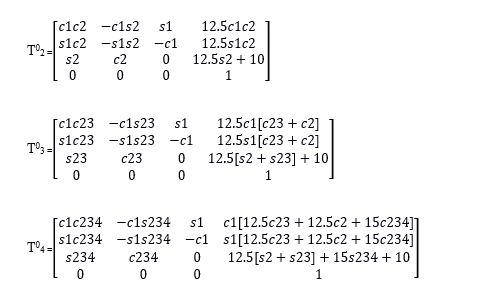 c1c2 −c1s2 s1 12.5c1c2
s1c2 −s1s2 −c1 12.5s1c2
T⁰₂= s2 c2 0 12.5s2 + 10
0 0 0 1
c1c23 −c1s23 s1 12.5c1[c23 + c2]
s1c23 −s1s23 −c1 12.5s1[c23 + c2]
T⁰₃= s23 c23 0 12.5[s2 + s23] + 10
0 0 0 1
c1c234 −c1s234 s1 c1[12.5c23 + 12.5c2 + 15c234]
s1c234 −s1s234 −c1 s1[12.5c23 + 12.5c2 + 15c234]
T⁰₄= s234 c234 0 12.5[s2 + s23] + 15s234 + 10
0 0 0 1